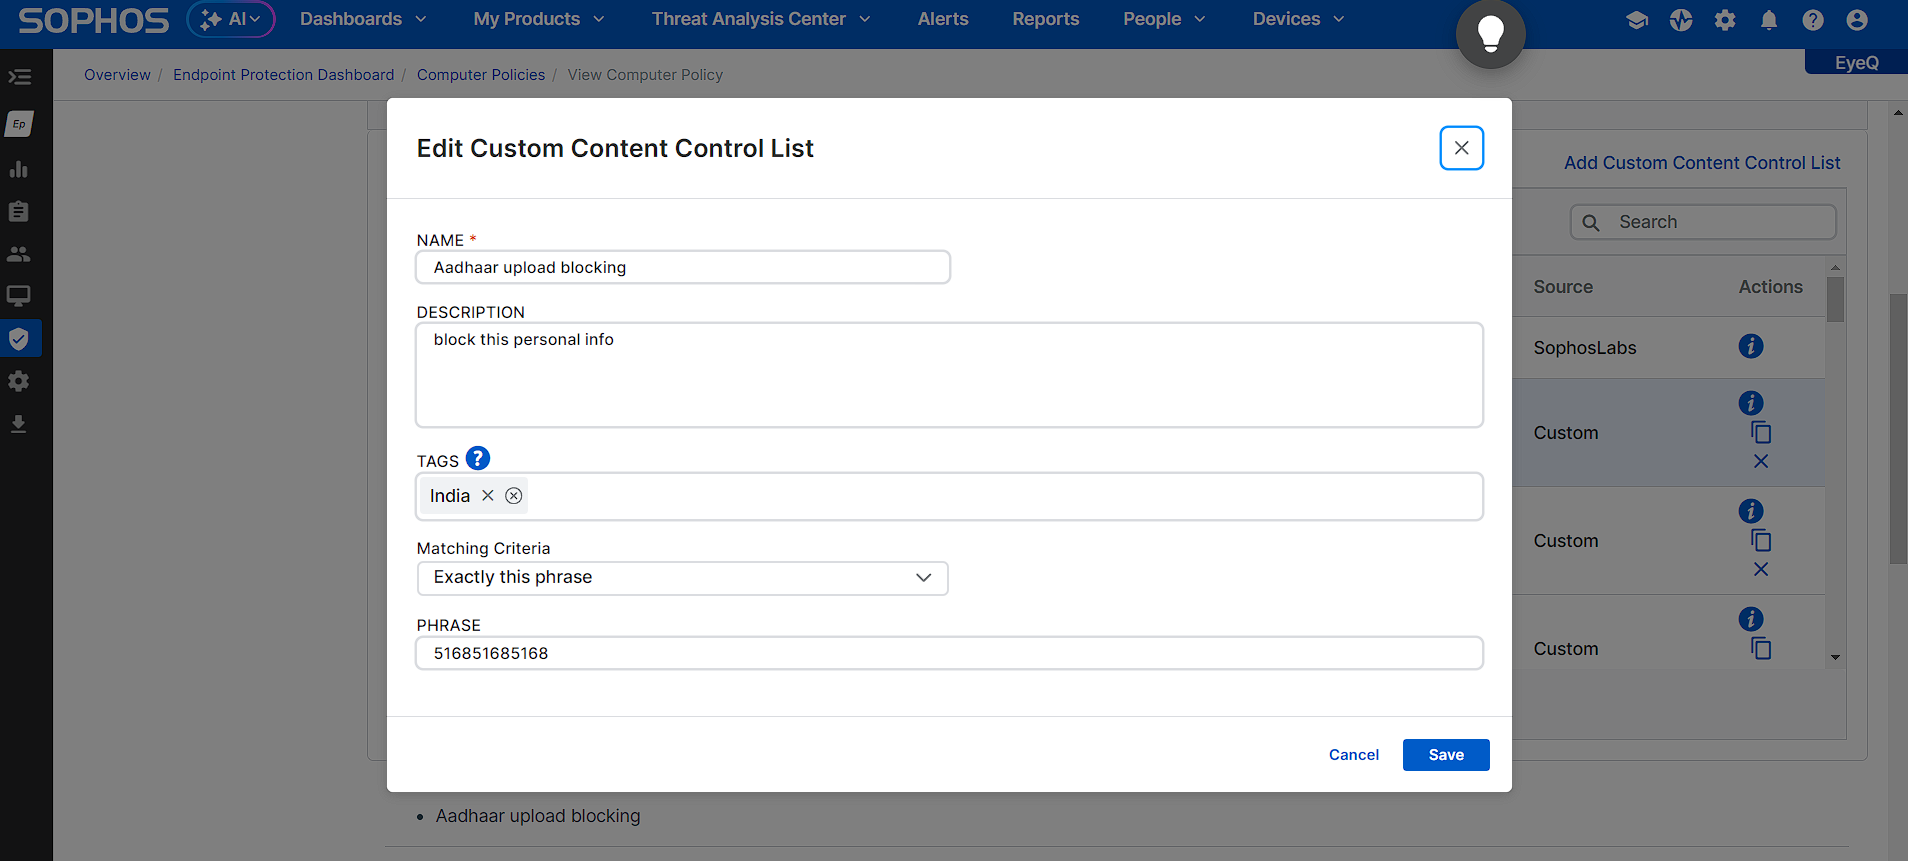 SOPHOS AI Dashboards My Products Threat Analysis Center Alerts Reports People Devices
EyeQ
Overview / Endpoint Protection Dashboard / Computer Policies / View Computer Policy
Ep
Edit Custom Content Control List
Add Custom Content Control List
Search
NAME *
Aadhaar upload blocking
DESCRIPTION
block this personal info
Source Actions
SophosLabs
Custom
TAGS ?
India
Custom
Matching Criteria
Exactly this phrase
PHRASE
516851685168
Custom
Cancel Save
• Aadhaar upload blocking